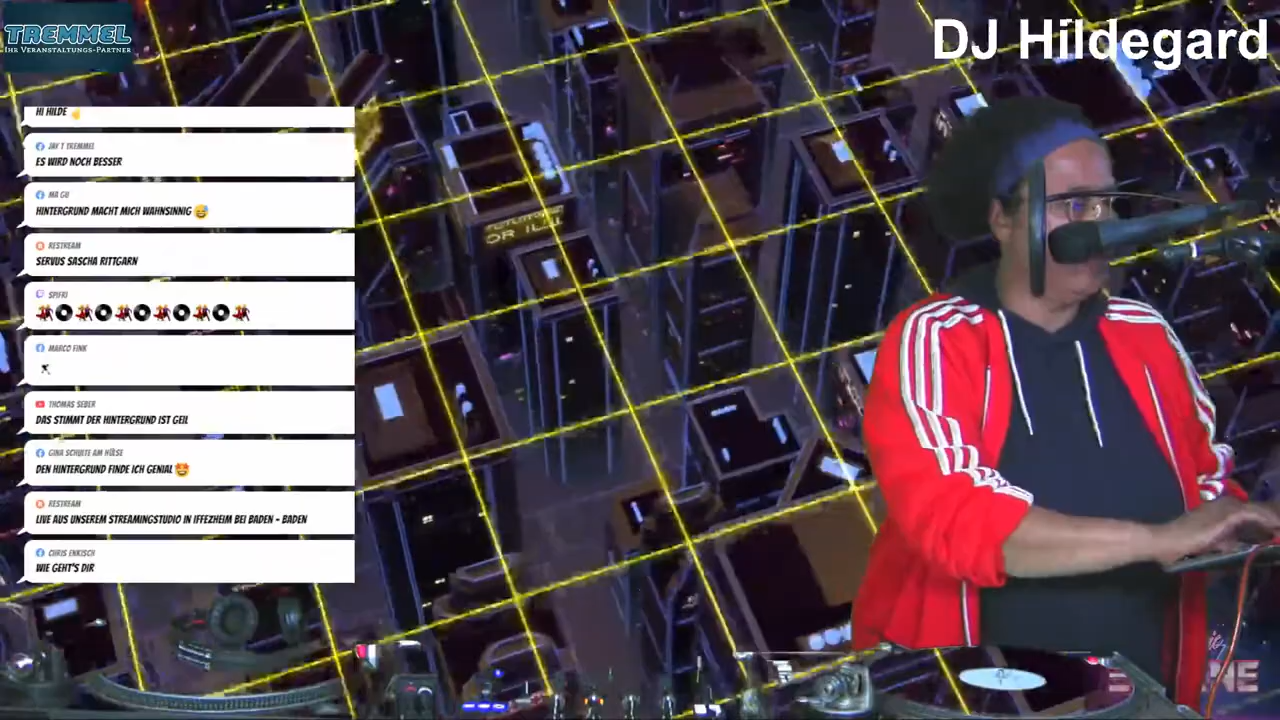 TREMMEL
IHR VERANSTALTUNGS-PARTNER
DJ Hildegard
HI HILDE
JAY T TREMMEL
ES WIRD NOCH BESSER
MA GU
HINTERGRUND MACHT MICH WAHNSINNIG
RESTREAM
SERVUS SASCHA RITTGARN
SPIFRI
MARCO FINK
THOMAS SEBER
DAS STIMMT DER HINTERGRUND IST GEIL
GINA SCHULTE AM HÜLSE
DEN HINTERGRUND FINDE ICH GENIAL
RESTREAM
LIVE AUS UNSEREM STREAMINGSTUDIO IN IFFEZHEIM BEI BADEN - BADEN
CHRIS ENKISCH
WIE GEHT'S DIR